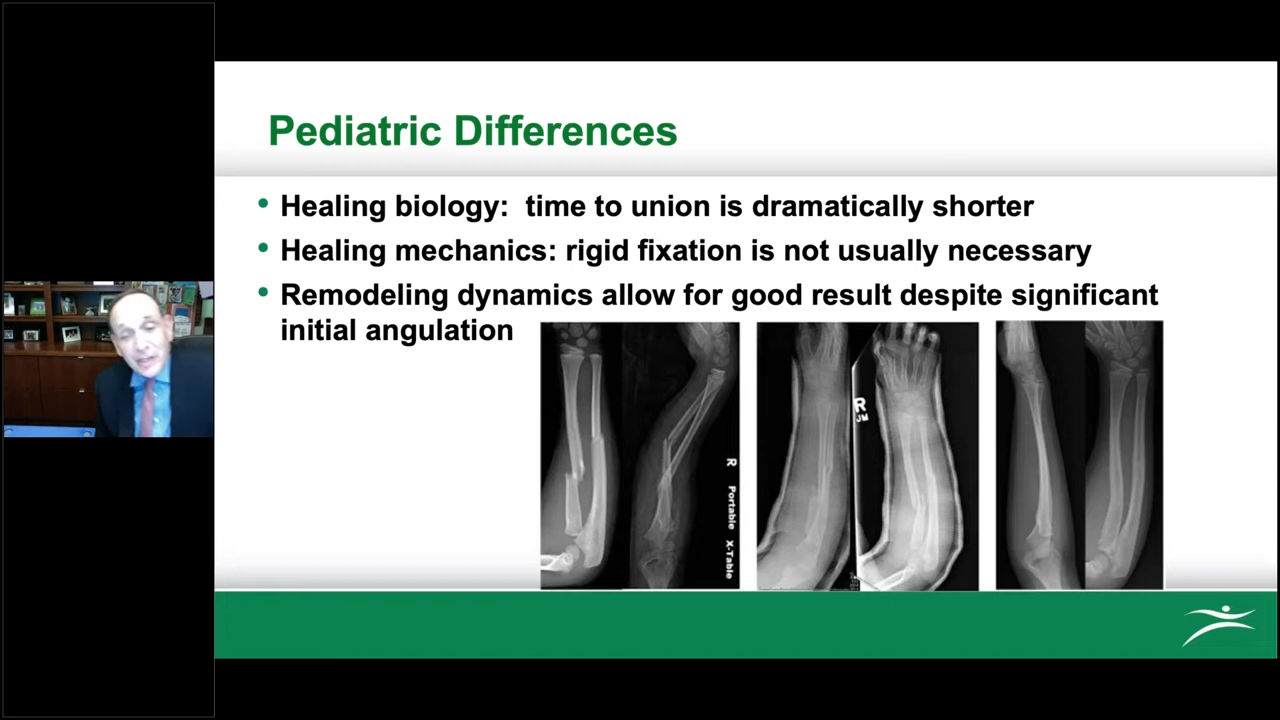 Pediatric Differences
• Healing biology:  time to union is dramatically shorter
• Healing mechanics: rigid fixation is not usually necessary
• Remodeling dynamics allow for good result despite significant
initial angulation
R
JM
R
Portable
X-Table